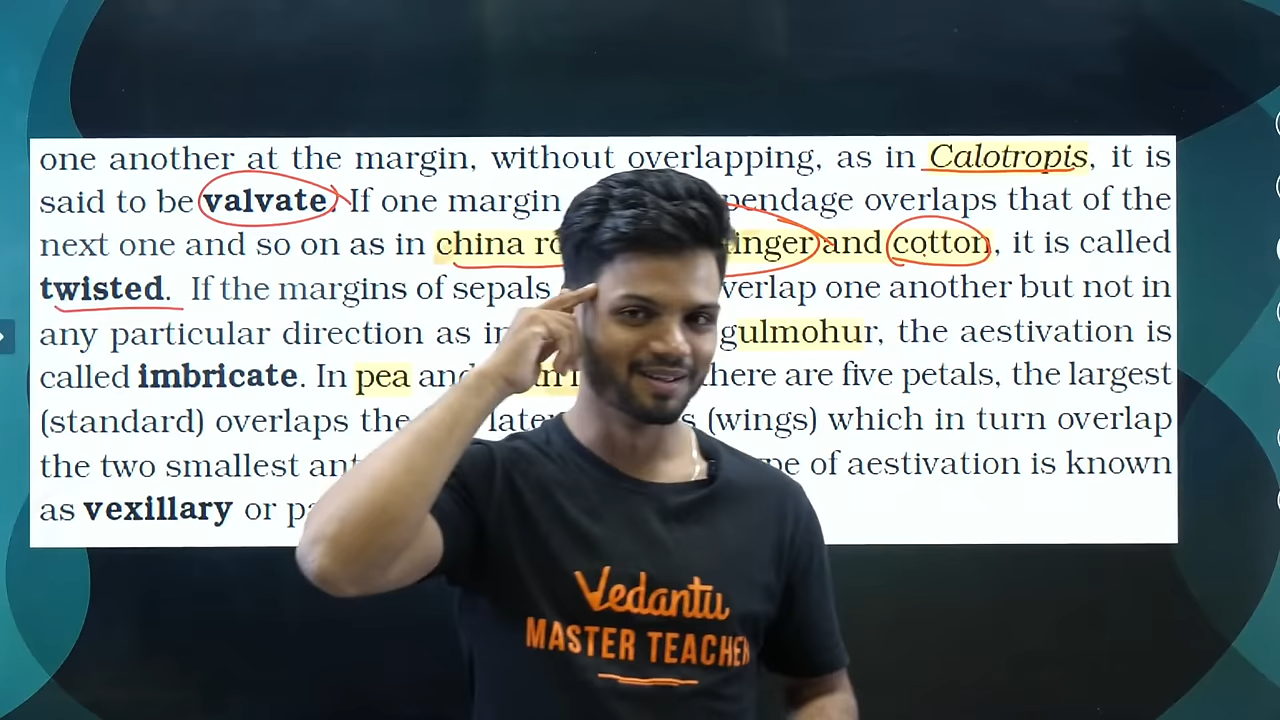 one another at the margin, without overlapping, as in Calotropis, it is
said to be valvate. If one margin pendage overlaps that of the
next one and so on as in china ro inger and cotton, it is called
twisted. If the margins of sepals verlap one another but not in
any particular direction as in gulmohur, the aestivation is
called imbricate. In pea and there are five petals, the largest
(standard) overlaps the late (wings) which in turn overlap
the two smallest ant pe of aestivation is known
as vexillary or pa
Vedantu
MASTER TEACHER